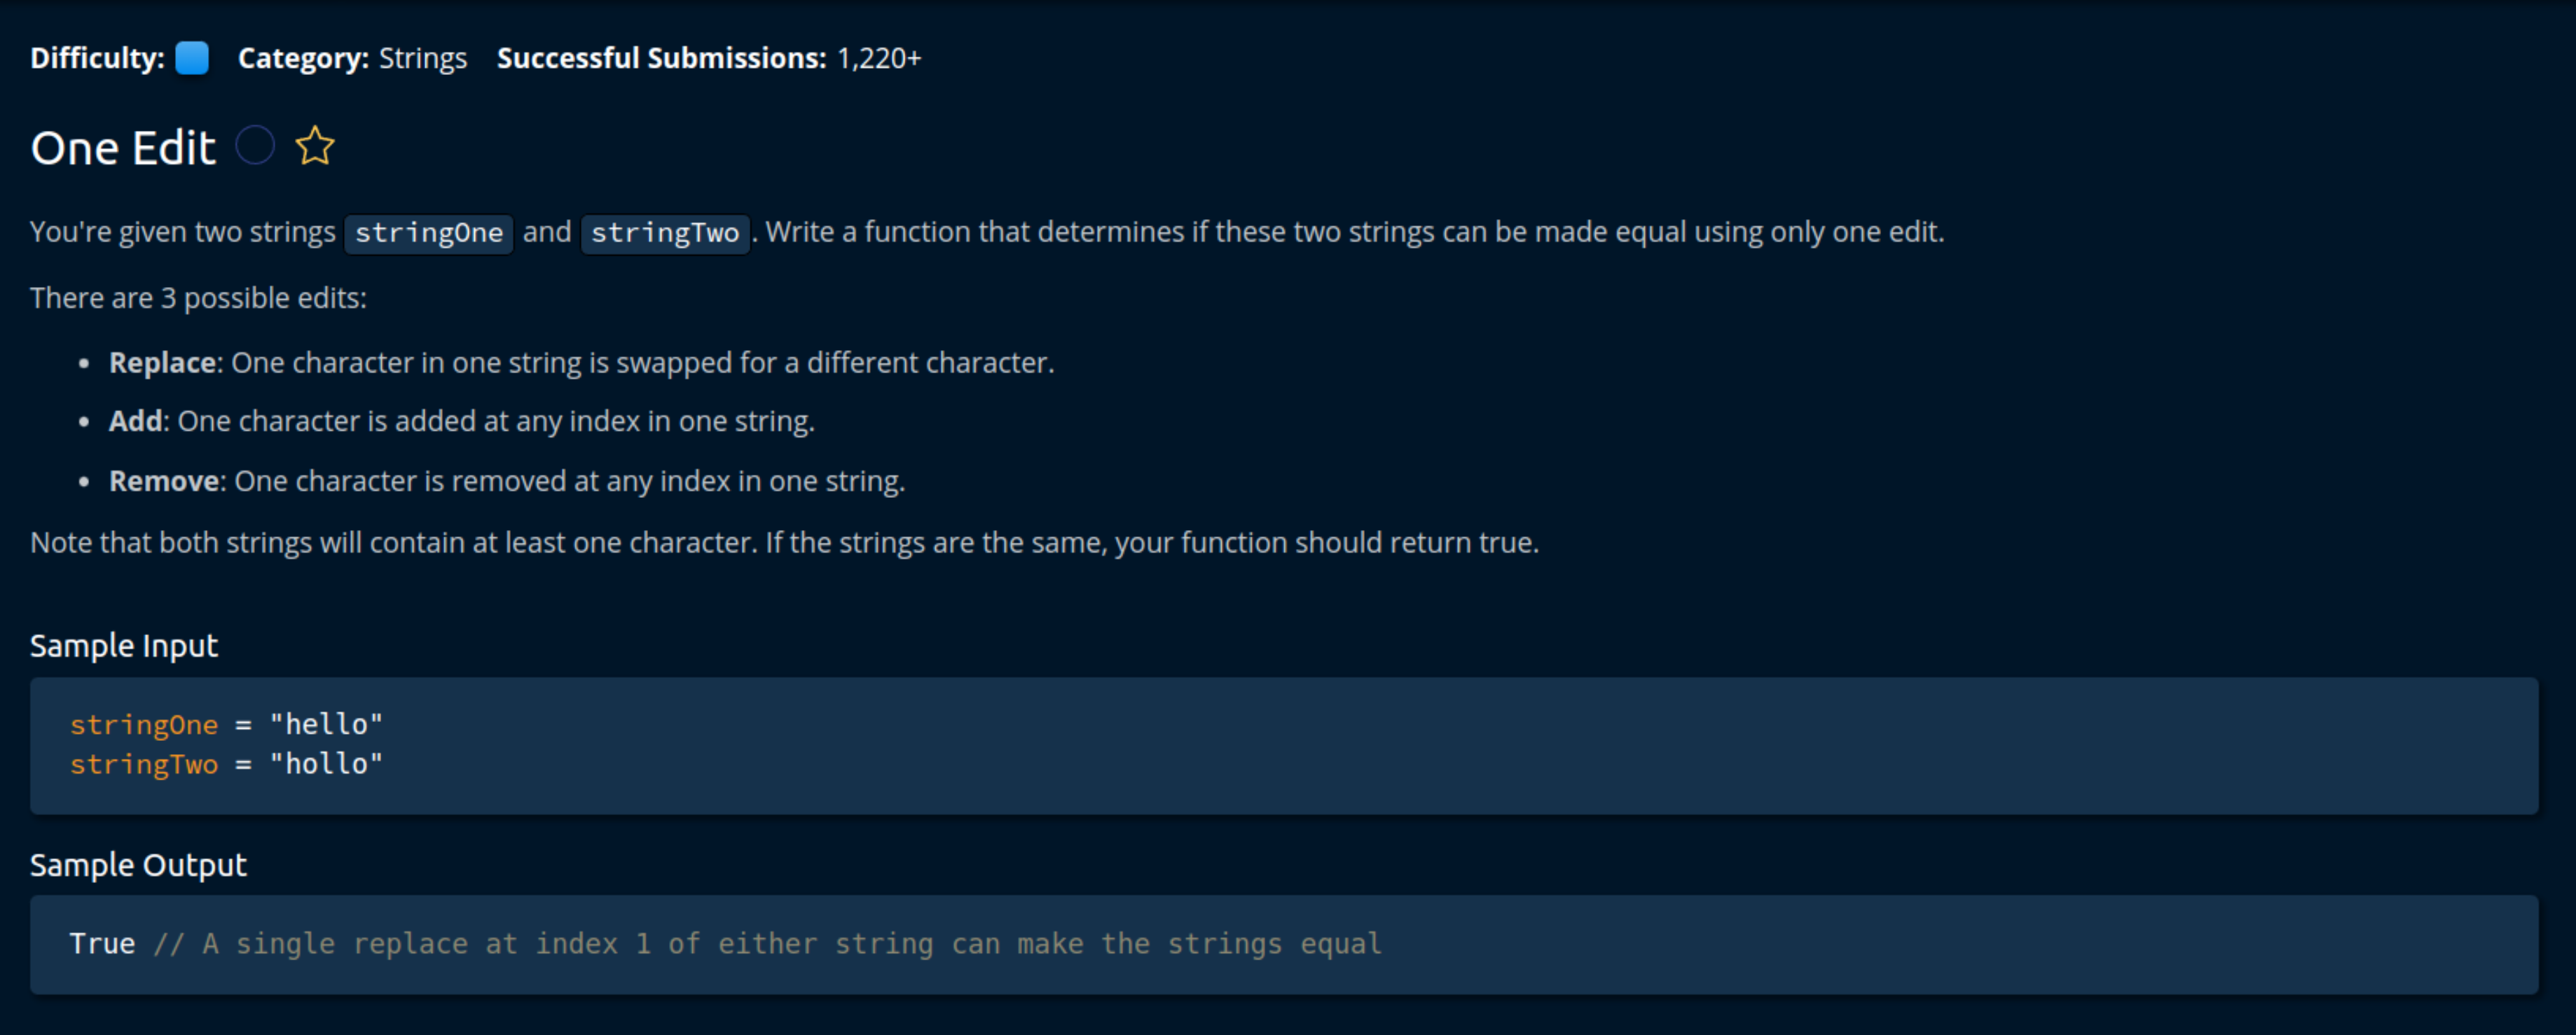 Difficulty: Category: Strings Successful Submissions: 1,220+
One Edit
You're given two strings stringOne and stringTwo. Write a function that determines if these two strings can be made equal using only one edit.
There are 3 possible edits:
• Replace: One character in one string is swapped for a different character.
• Add: One character is added at any index in one string.
• Remove: One character is removed at any index in one string.
Note that both strings will contain at least one character. If the strings are the same, your function should return true.
Sample Input
stringOne = "hello"
stringTwo = "hollo"
Sample Output
True // A single replace at index 1 of either string can make the strings equal